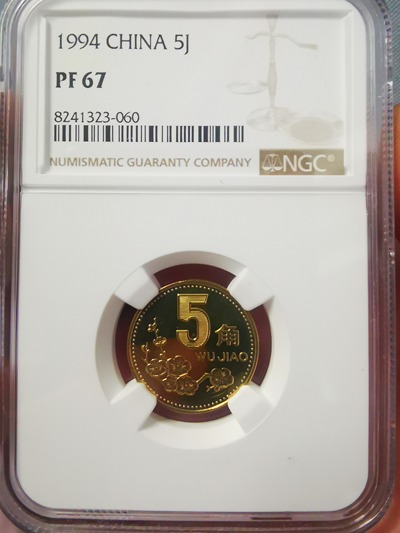 1994 CHINA 5J
PF 67
8241323-060
NUMISMATIC GUARANTY COMPANY NGC®
5角
WU JIAO